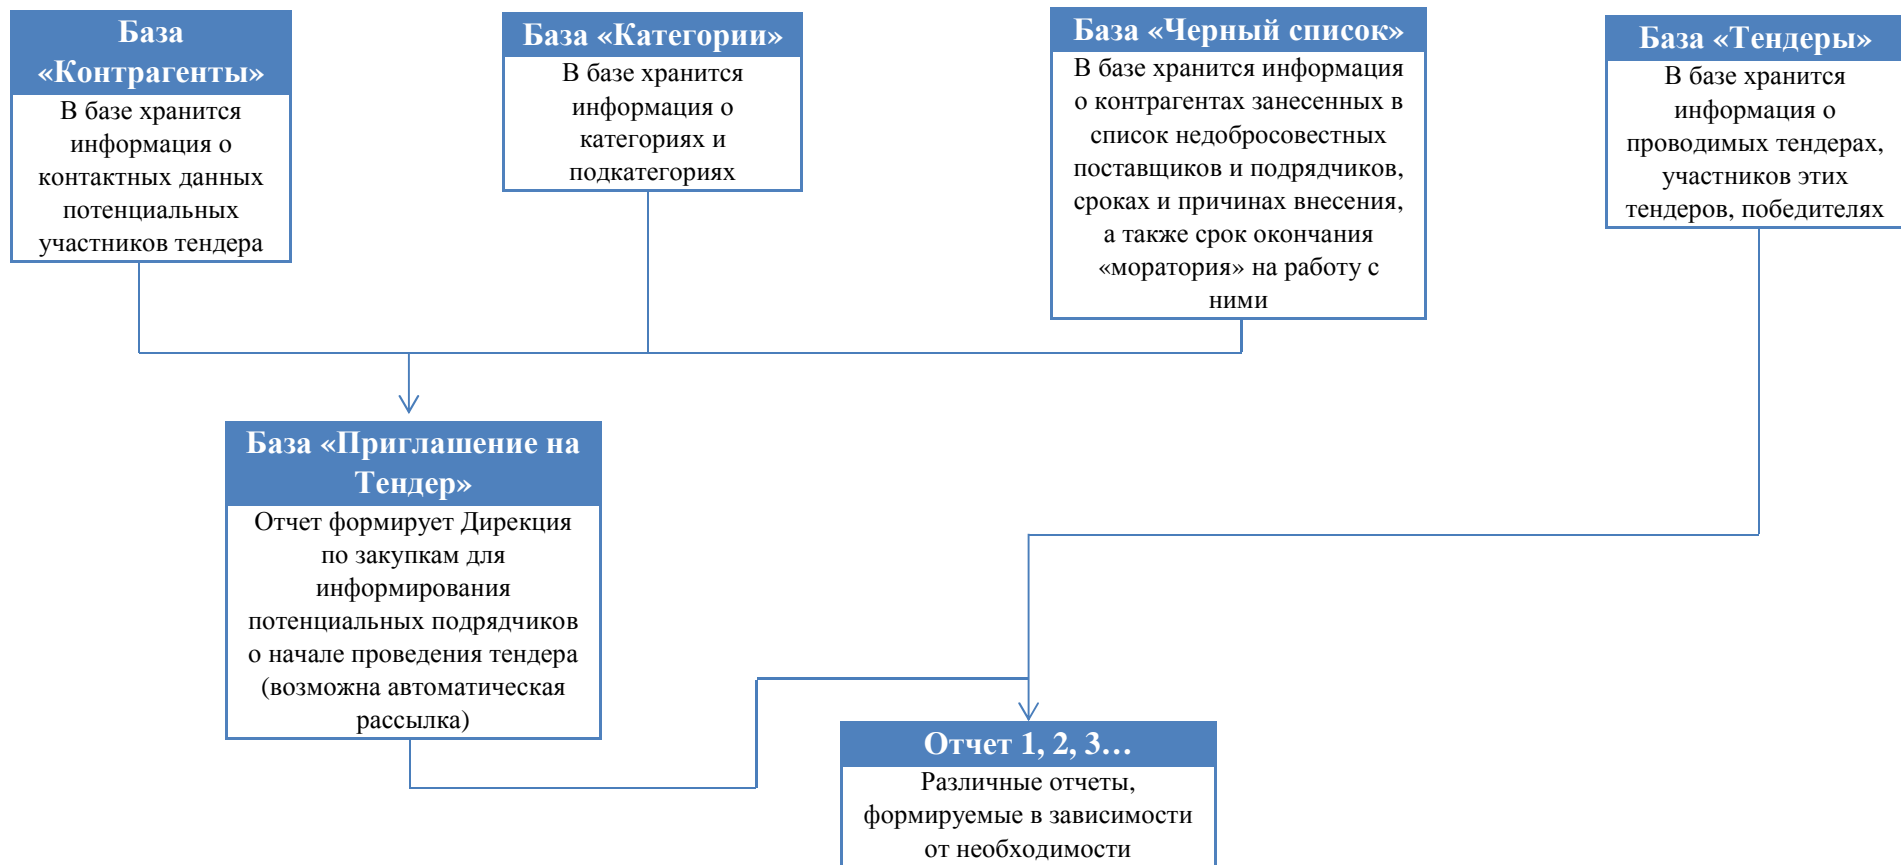 База
«Контрагенты»
В базе хранится
информация о
контактных данных
потенциальных
участников тендера
База «Категории»
В базе хранится
информация о
категориях и
подкатегориях
База «Черный список»
В базе хранится информация
о контрагентах занесенных в
список недобросовестных
поставщиков и подрядчиков,
сроках и причинах внесения,
а также срок окончания
«моратория» на работу с
ними
База «Тендеры»
В базе хранится
информация о
проводимых тендерах,
участников этих
тендеров, победителях
База «Приглашение на
Тендер»
Отчет формирует Дирекция
по закупкам для
информирования
потенциальных подрядчиков
о начале проведения тендера
(возможна автоматическая
рассылка)
Отчет 1, 2, 3…
Различные отчеты,
формируемые в зависимости
от необходимости